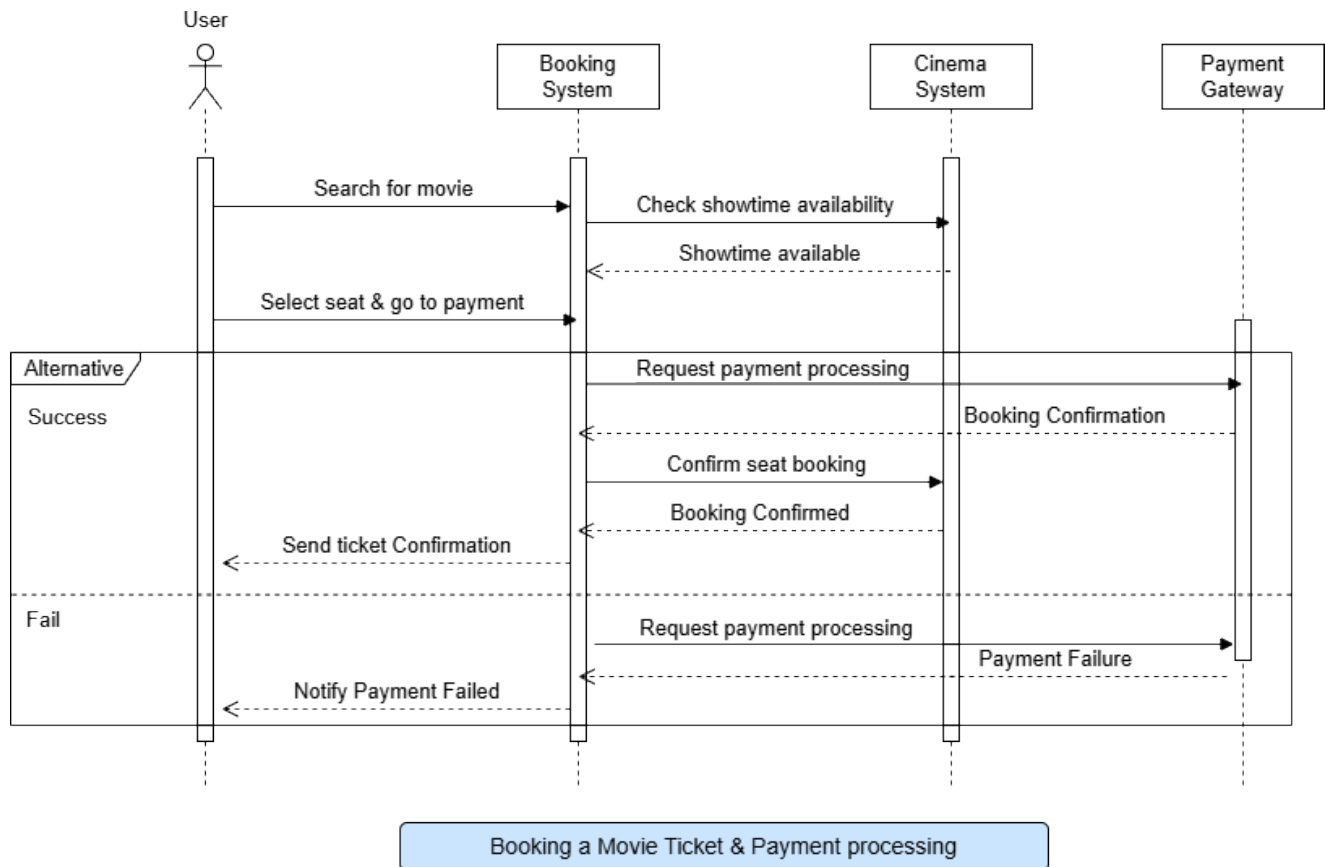 User
Booking
System
Cinema
System
Payment
Gateway
Search for movie
Check showtime availability
Showtime available
Select seat & go to payment
Alternative
Request payment processing
Success
Booking Confirmation
Confirm seat booking
Booking Confirmed
Send ticket Confirmation
Fail
Request payment processing
Payment Failure
Notify Payment Failed
Booking a Movie Ticket & Payment processing